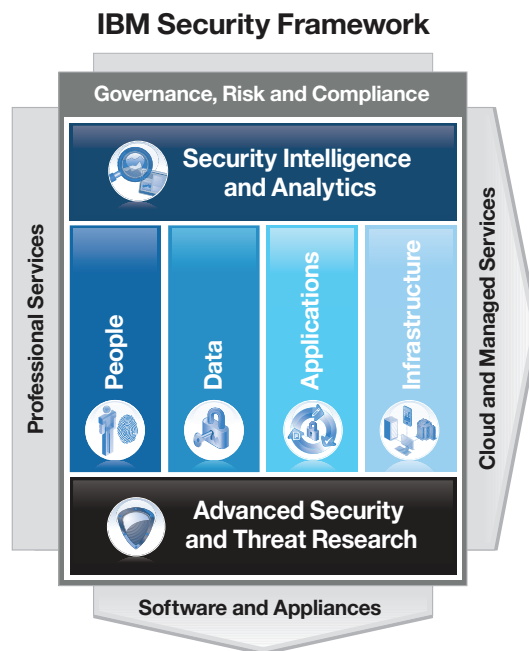 IBM Security Framework
Governance, Risk and Compliance
Security Intelligence
and Analytics
Professional Services
People
Data
Applications
Infrastructure
Cloud and Managed Services
Advanced Security
and Threat Research
Software and Appliances